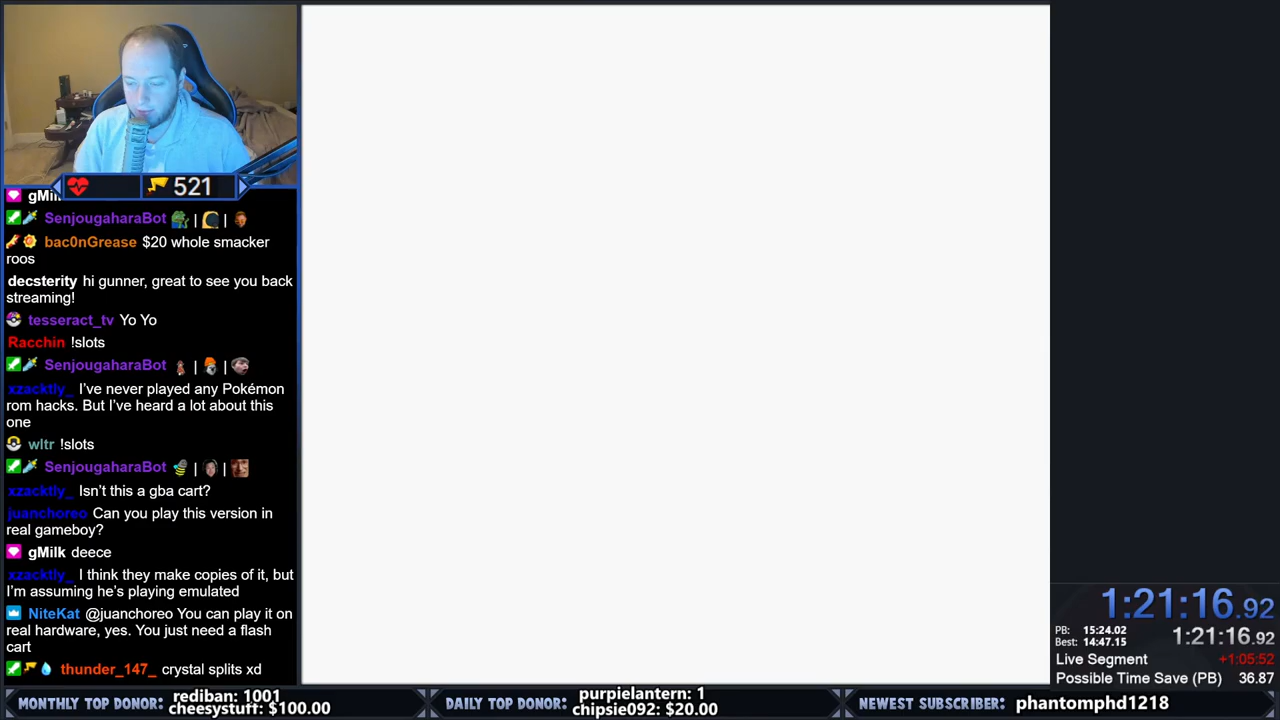 521
gMil
SenjougaharaBot | |
bac0nGrease $20 whole smacker
roos
decsterity hi gunner, great to see you back
streaming!
tesseract_tv Yo Yo
Racchin !slots
SenjougaharaBot | |
xzacktly_ I've never played any Pokémon
rom hacks. But I've heard a lot about this
one
wltr !slots
SenjougaharaBot | |
xzacktly_ Isn't this a gba cart?
juanchoreo Can you play this version in
real gameboy?
gMilk deece
xzacktly_ I think they make copies of it, but
I'm assuming he's playing emulated
NiteKat @juanchoreo You can play it on
real hardware, yes. You just need a flash
cart
thunder_147_ crystal splits xd
1:21:16.92
PB: 15:24.02
Best: 14:47.15
1:21:16.92
Live Segment +1:05:52
Possible Time Save (PB) 36.87
MONTHLY TOP DONOR: rediban: 1001
cheesystuff: $100.00
DAILY TOP DONOR: purpielantern: 1
chipsie092: $20.00
NEWEST SUBSCRIBER: phantomphd1218